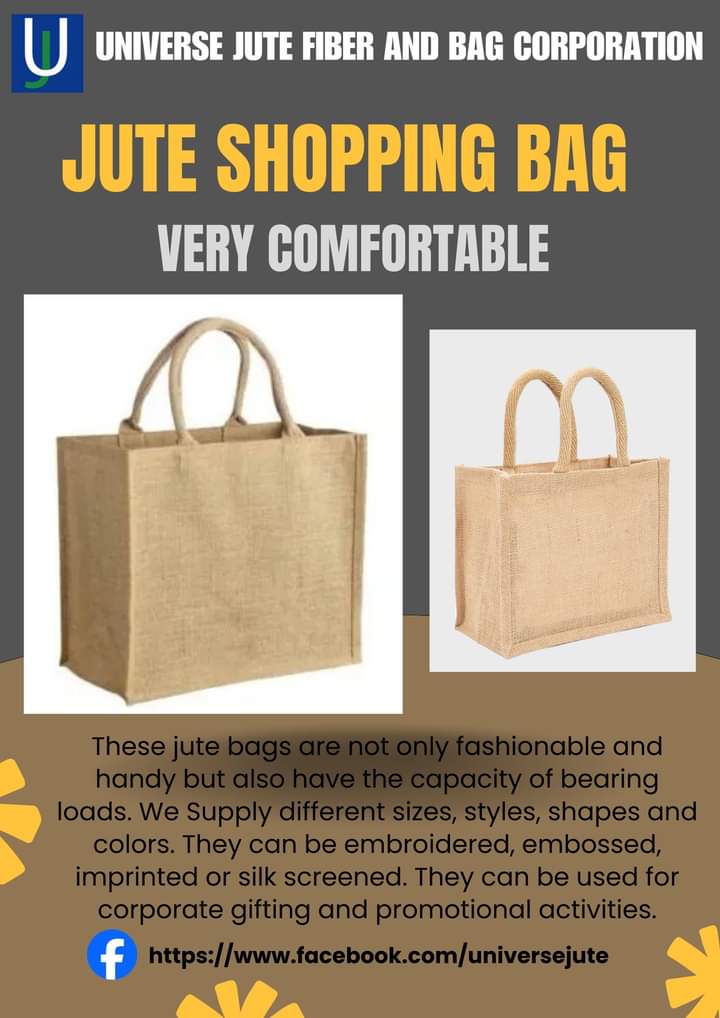 UJ
UNIVERSE JUTE FIBER AND BAG CORPORATION
JUTE SHOPPING BAG
VERY COMFORTABLE
These jute bags are not only fashionable and
handy but also have the capacity of bearing
loads. We Supply different sizes, styles, shapes and
colors. They can be embroidered, embossed,
imprinted or silk screened. They can be used for
corporate gifting and promotional activities.
f https://www.facebook.com/universejute